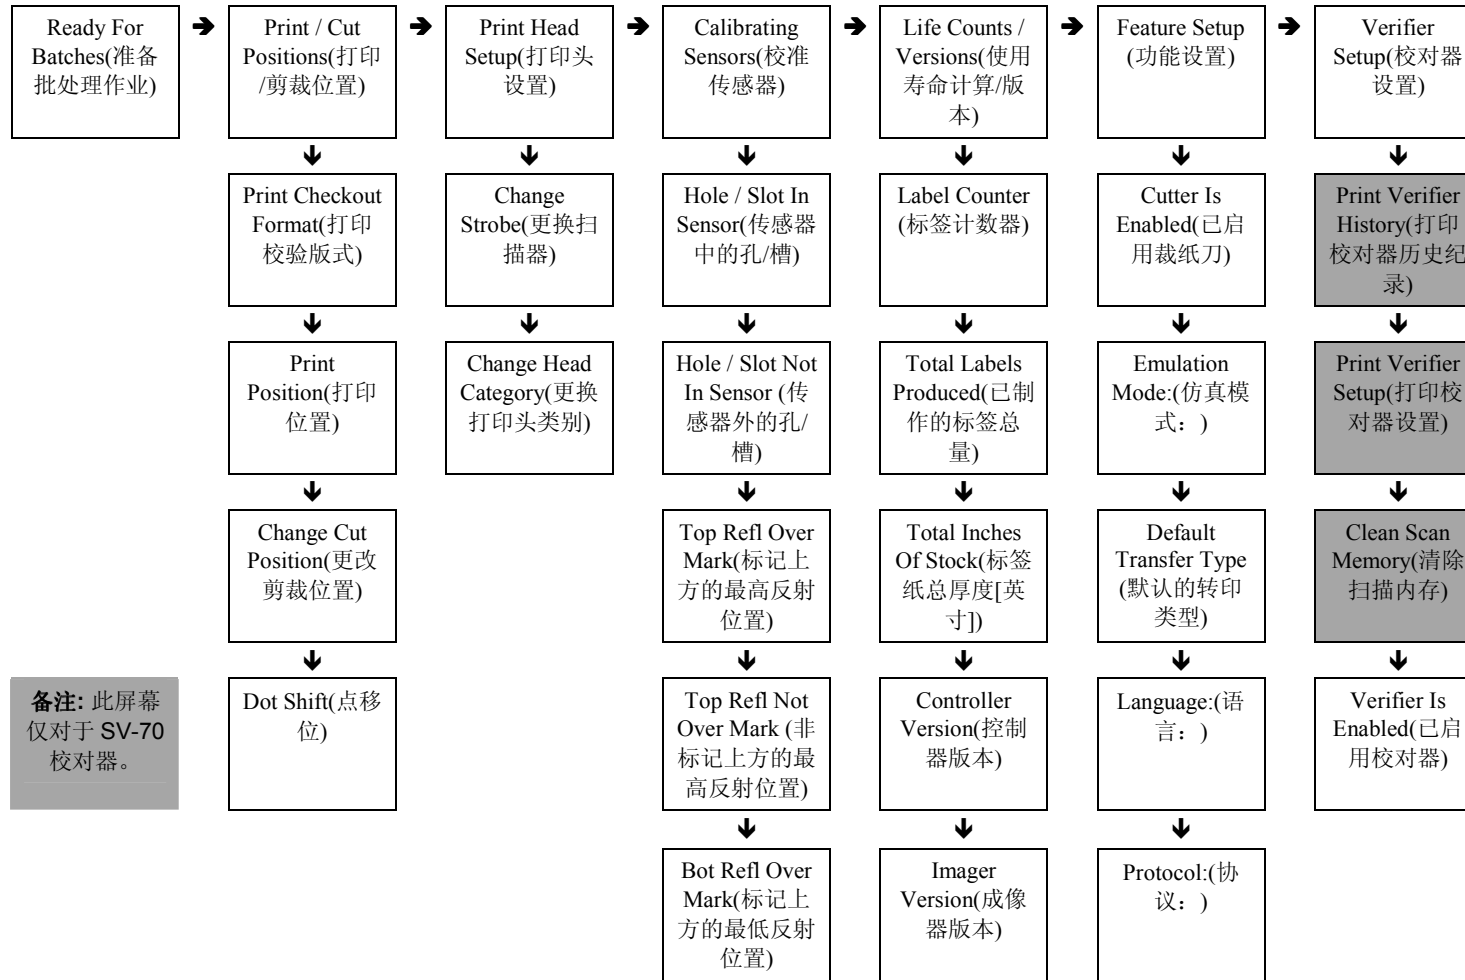 Ready For
Batches(准备
批处理作业)
Print / Cut
Positions(打印
/剪裁位置)
Print Head
Setup(打印头
设置)
Calibrating
Sensors(校准
传感器)
Life Counts /
Versions(使用
寿命计算/版
本)
Feature Setup
(功能设置)
Verifier
Setup(校对器
设置)
Print Checkout
Format(打印
校验版式)
Change
Strobe(更换扫
描器)
Hole / Slot In
Sensor(传感器
中的孔/槽)
Label Counter
(标签计数器)
Cutter Is
Enabled(已启
用裁纸刀)
Print Verifier
History(打印
校对器历史纪
录)
Print
Position(打印
位置)
Change Head
Category(更换
打印头类别)
Hole / Slot Not
In Sensor (传
感器外的孔/
槽)
Total Labels
Produced(已制
作的标签总
量)
Emulation
Mode:(仿真模
式：)
Print Verifier
Setup(打印校
对器设置)
Change Cut
Position(更改
剪裁位置)
Top Refl Over
Mark(标记上
方的最高反射
位置)
Total Inches
Of Stock(标签
纸总厚度[英
寸])
Default
Transfer Type
(默认的转印
类型)
Clean Scan
Memory(清除
扫描内存)
备注: 此屏幕
仅对于 SV-70
校对器。
Dot Shift(点移
位)
Top Refl Not
Over Mark (非
标记上方的最
高反射位置)
Controller
Version(控制
器版本)
Language:(语
言：)
Verifier Is
Enabled(已启
用校对器)
Bot Refl Over
Mark(标记上
方的最低反射
位置)
Imager
Version(成像
器版本)
Protocol:(协
议：)